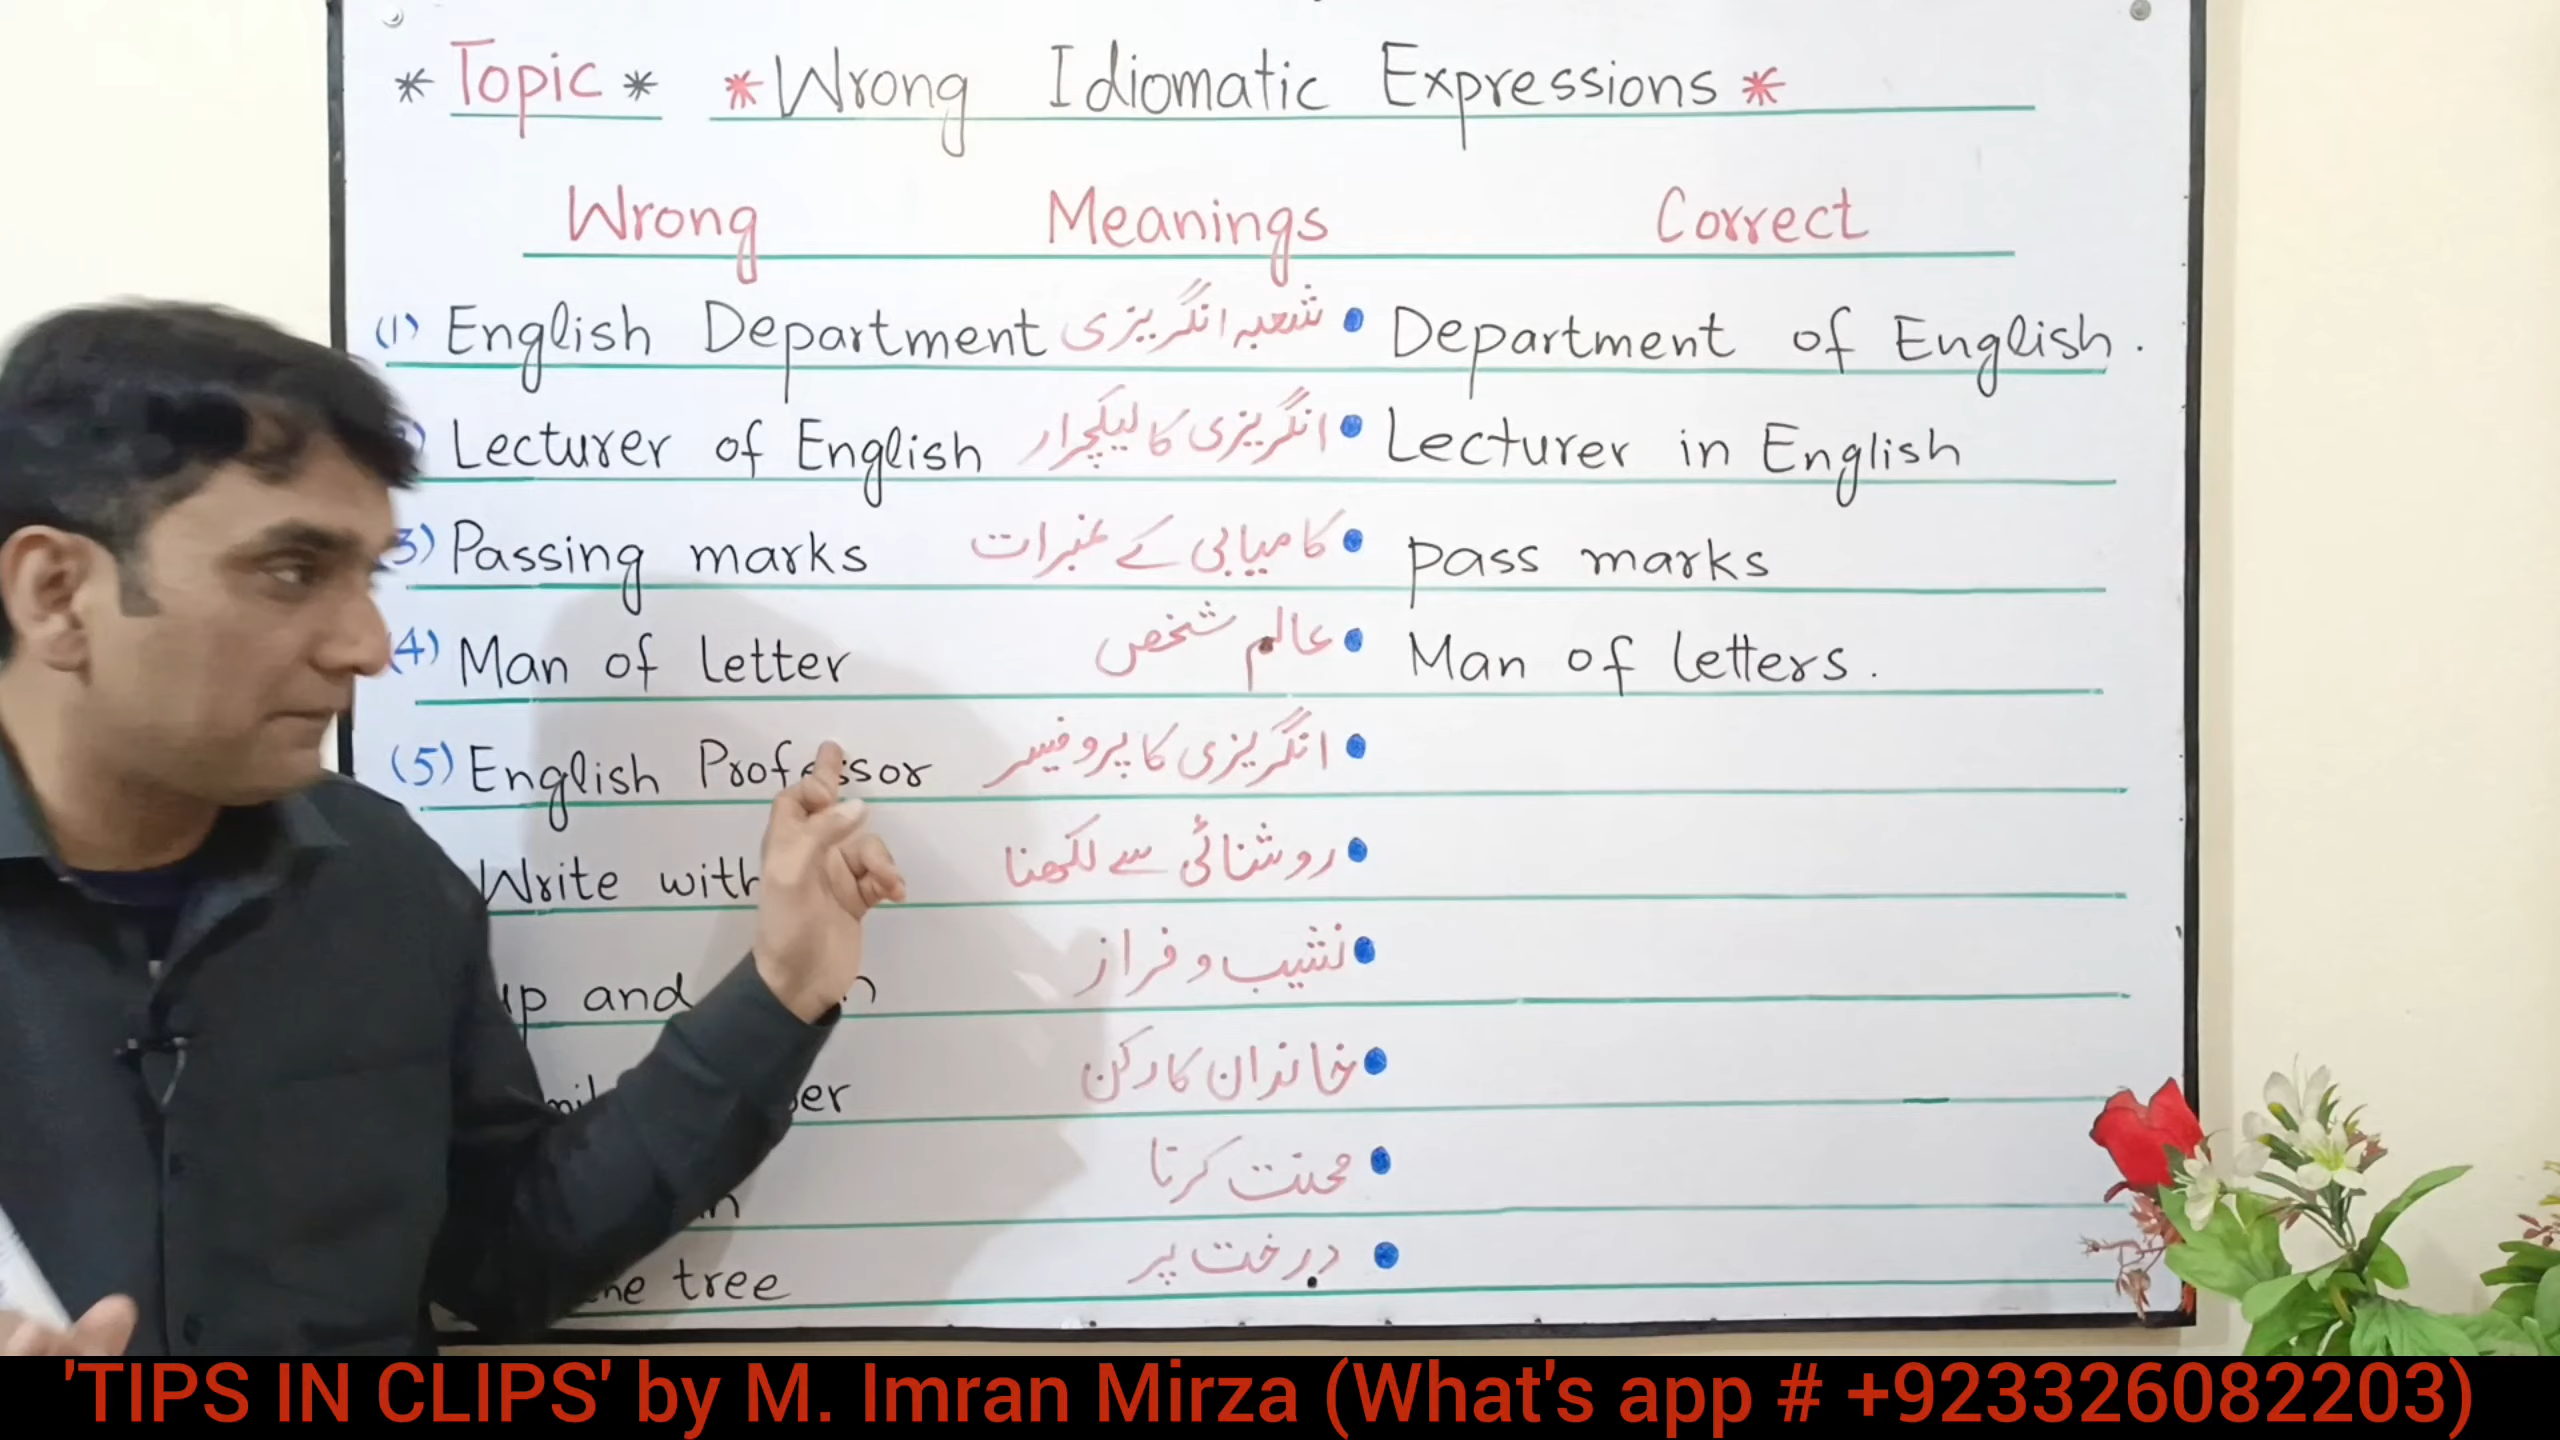 * Topic * * Wrong Idiomatic Expressions *
Wrong Meanings Correct
(1) English Department شعبہ انگریزی • Department of English.
Lecturer of English انگریزی کا لیکچرار • Lecturer in English
3) Passing marks کامیابی کے نمبرات • pass marks
(4) Man of letter عالم شخص • Man of letters.
(5) English Professor انگریزی کا پروفیسر •
Write with روشنائی سے لکھنا •
up and نشیب و فراز •
خاندان کا رکن •
محنت کرنا •
tree درخت پر •
'TIPS IN CLIPS' by M. Imran Mirza (What's app # +923326082203)